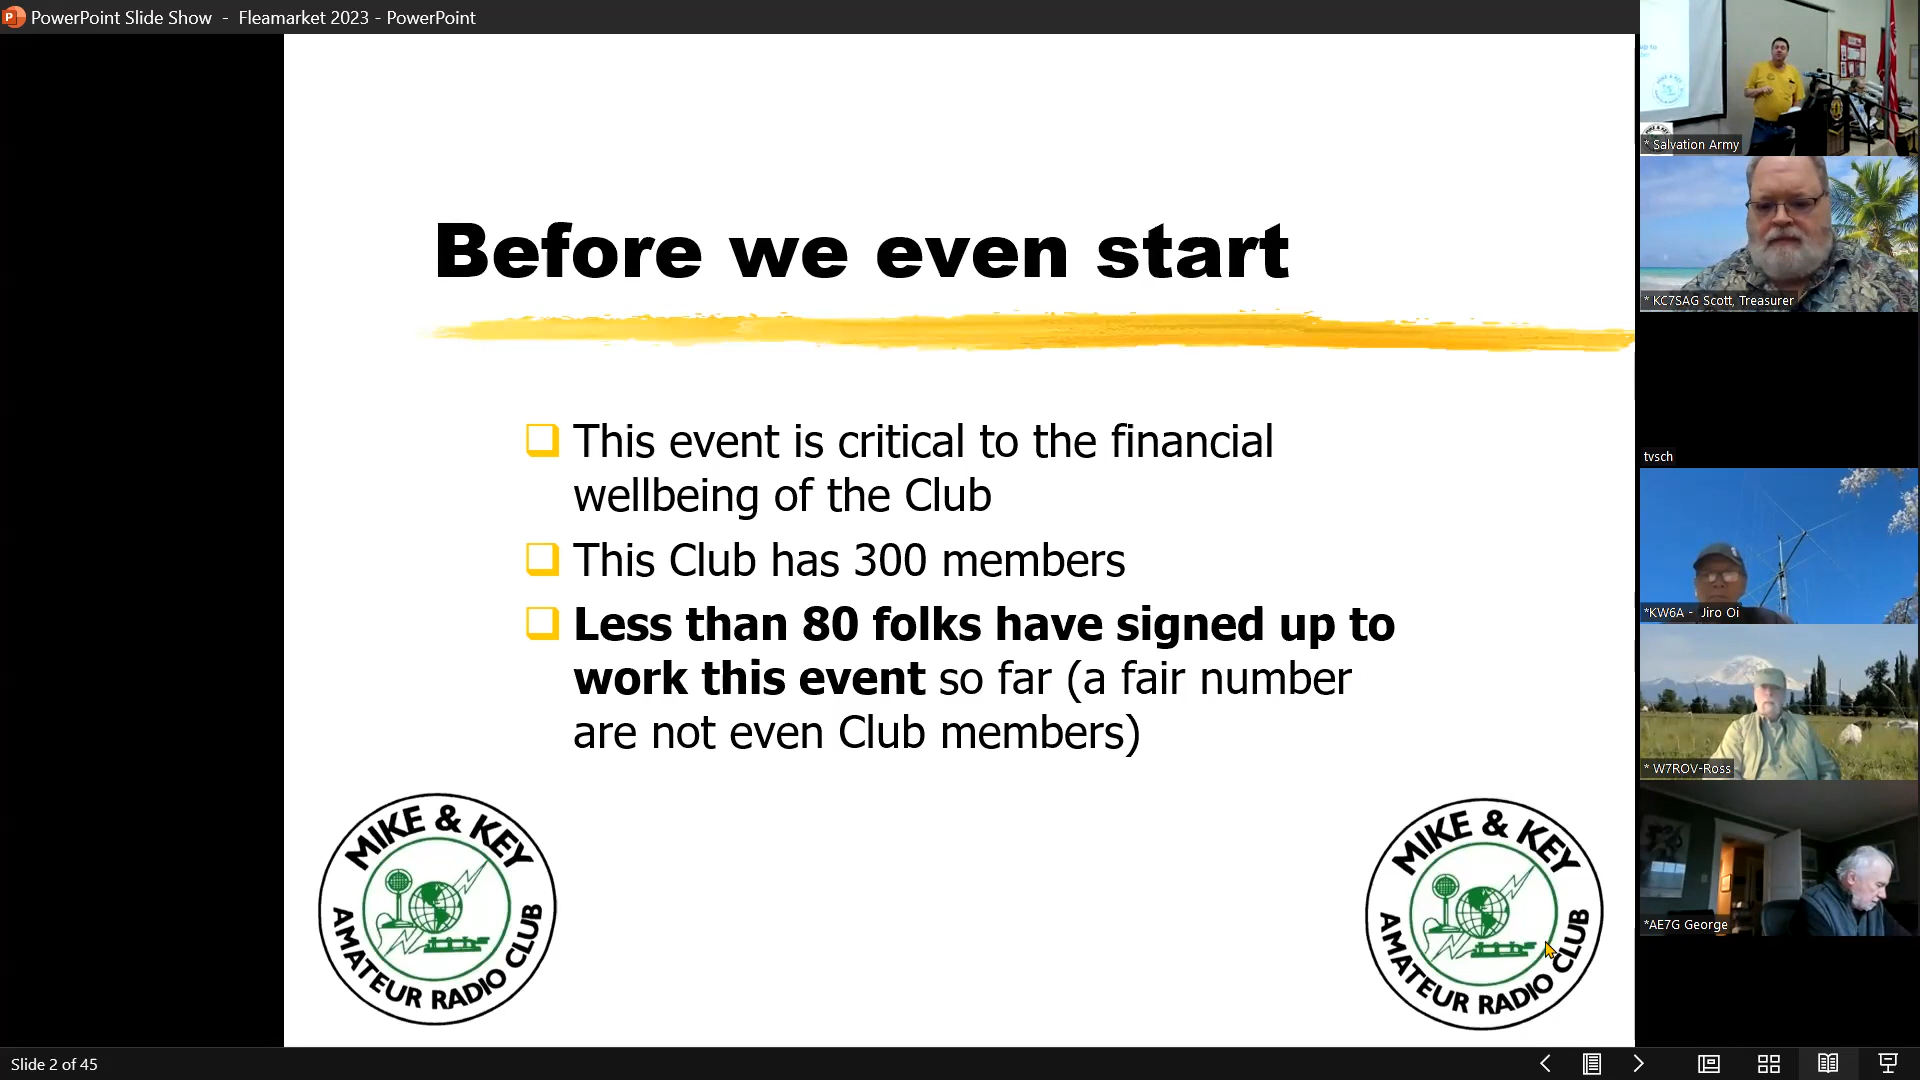 PowerPoint Slide Show - Fleamarket 2023 - PowerPoint
Before we even start
This event is critical to the financial
wellbeing of the Club
This Club has 300 members
Less than 80 folks have signed up to
work this event so far (a fair number
are not even Club members)
MIKE & KEY
AMATEUR RADIO CLUB
MIKE & KEY
AMATEUR RADIO CLUB
* Salvation Army
* KC7SAG Scott, Treasurer
tvsch
*KW6A - Jiro Oi
* W7ROV-Ross
*AE7G George
Slide 2 of 45